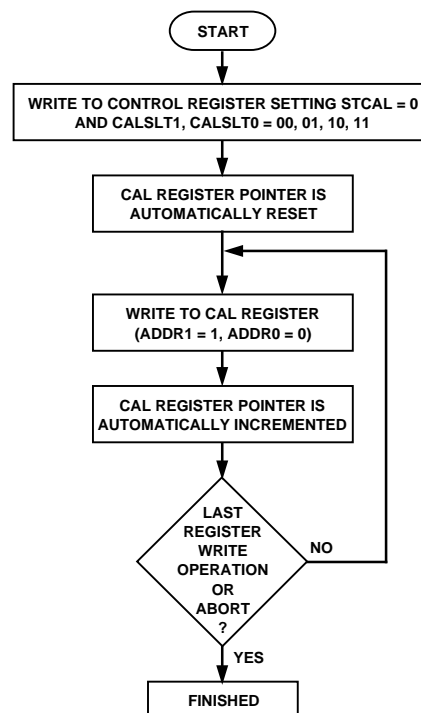 START
WRITE TO CONTROL REGISTER SETTING STCAL = 0
AND CALSLT1, CALSLT0 = 00, 01, 10, 11
CAL REGISTER POINTER IS
AUTOMATICALLY RESET
WRITE TO CAL REGISTER
(ADDR1 = 1, ADDR0 = 0)
CAL REGISTER POINTER IS
AUTOMATICALLY INCREMENTED
LAST
REGISTER
WRITE
OPERATION
OR
ABORT
?
NO
YES
FINISHED